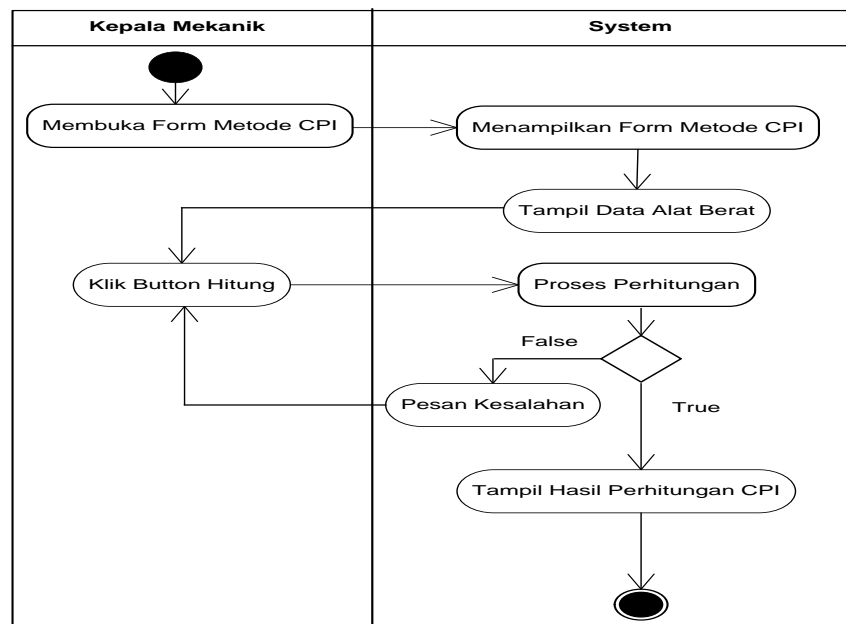 Kepala Mekanik
System
Membuka Form Metode CPI
Menampilkan Form Metode CPI
Tampil Data Alat Berat
Klik Button Hitung
Proses Perhitungan
False
Pesan Kesalahan
True
Tampil Hasil Perhitungan CPI